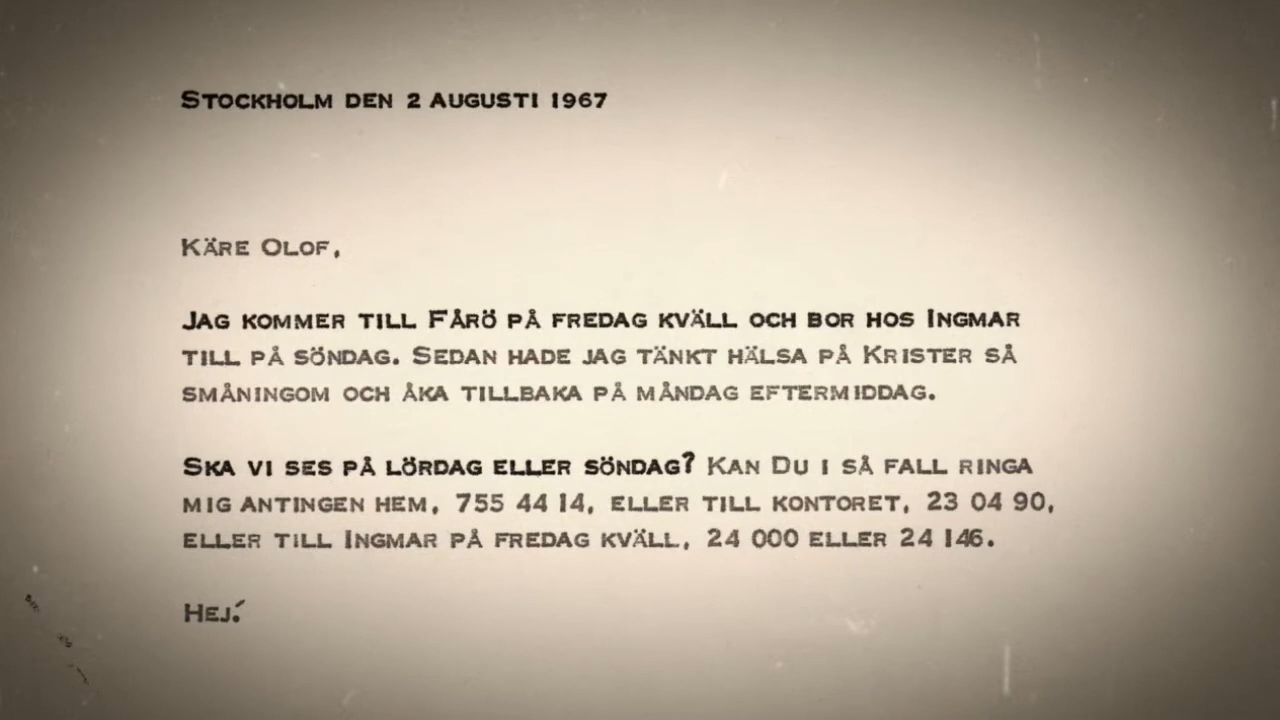 STOCKHOLM DEN 2 AUGUSTI 1967
KÄRE OLOF,
JAG KOMMER TILL FÅRÖ PÅ FREDAG KVÄLL OCH BOR HOS INGMAR
TILL PÅ SÖNDAG. SEDAN HADE JAG TÄNKT HÄLSA PÅ KRISTER SÅ
SMÅNINGOM OCH ÅKA TILLBAKA PÅ MÅNDAG EFTERMIDDAG.
SKA VI SES PÅ LÖRDAG ELLER SÖNDAG? KAN DU I SÅ FALL RINGA
MIG ANTINGEN HEM, 755 44 14, ELLER TILL KONTORET, 23 04 90,
ELLER TILL INGMAR PÅ FREDAG KVÄLL, 24 000 ELLER 24 146.
HEJ!